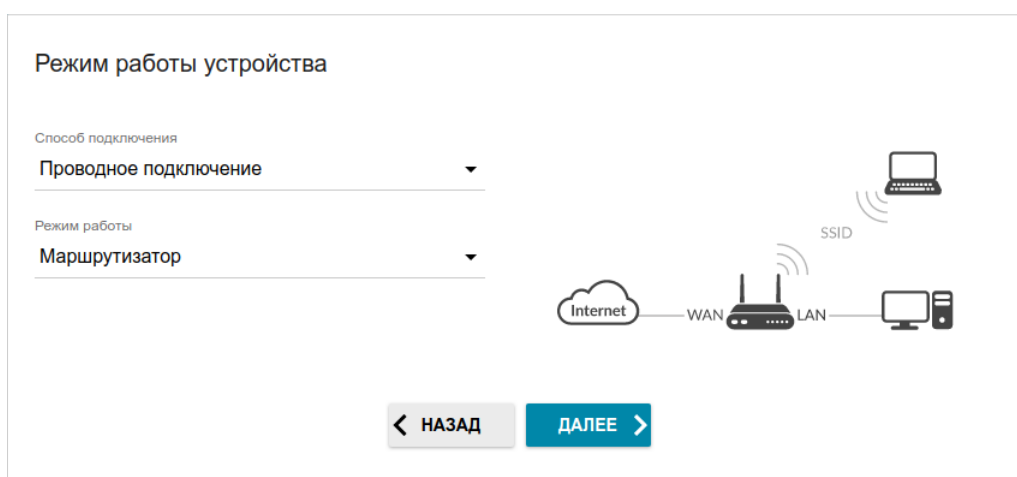 Режим работы устройства
Способ подключения
Проводное подключение
Режим работы
Маршрутизатор
SSID
Internet
WAN
LAN
НАЗАД
ДАЛЕЕ